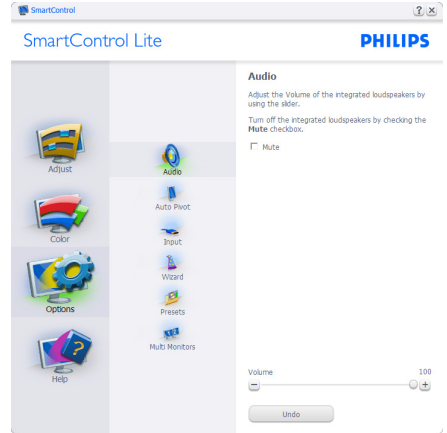 SmartControl
? ×
SmartControl Lite
PHILIPS
Adjust
Color
Options
Help
Audio
Auto Pivot
Input
Wizard
Presets
Multi Monitors
Audio
Adjust the Volume of the integrated loudspeakers by
using the slider.
Turn off the integrated loudspeakers by checking the
Mute checkbox.
Mute
Volume 100
Undo